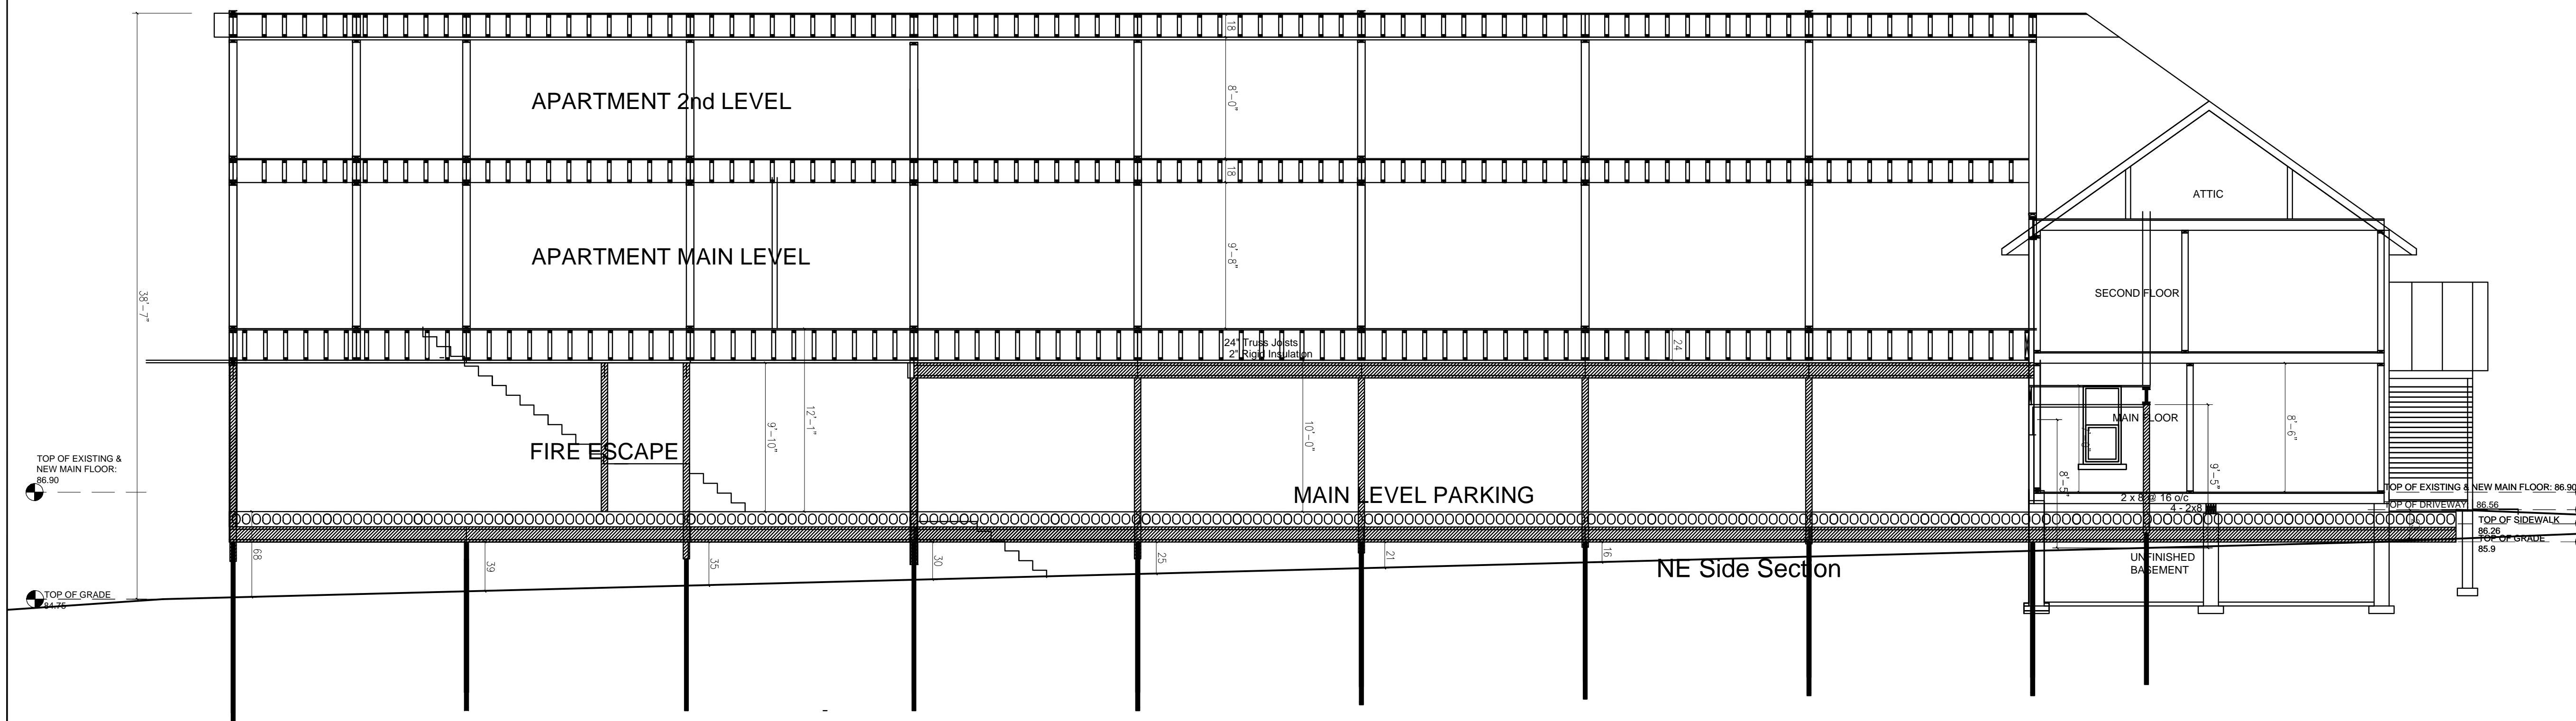 18
APARTMENT 2nd LEVEL
8'-0"
18
ATTIC
APARTMENT MAIN LEVEL
9'-8"
38'-7"
SECOND FLOOR
24" Truss Joists
2" Rigid Insulation
24
12'-1"
9'-10"
10'-0"
MAIN FLOOR
8'-6"
FIRE ESCAPE
TOP OF EXISTING &
NEW MAIN FLOOR:
86.90
8'-5"
9'-5"
MAIN LEVEL PARKING
2 x 8 @ 16 o/c
4 - 2x8
TOP OF EXISTING & NEW MAIN FLOOR: 86.90
TOP OF DRIVEWAY: 86.56
TOP OF SIDEWALK
86.26
TOP OF GRADE
85.9
68
39
35
30
25
21
16
NE Side Section
UNFINISHED
BASEMENT
TOP OF GRADE
84.75